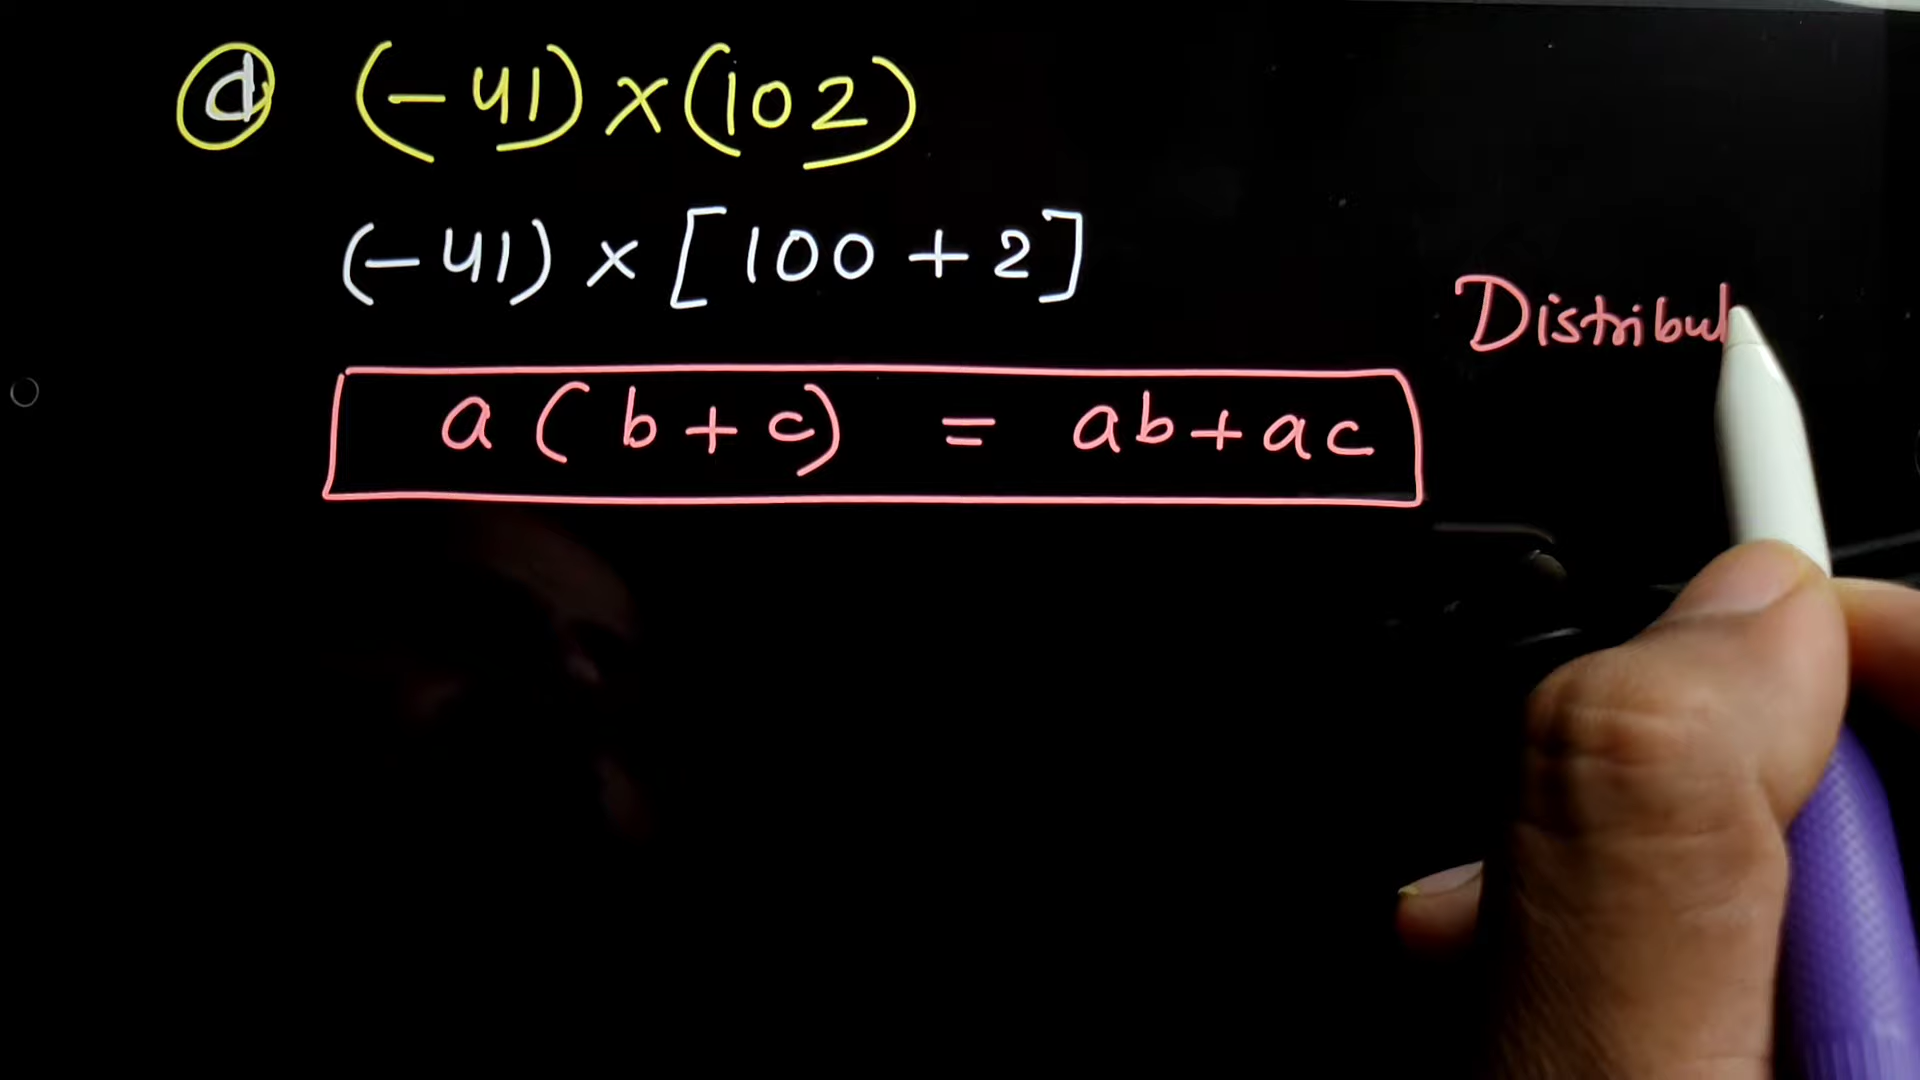 d (-41) × (102)
(-41) × [100 + 2]
Distribut
a (b + c) = ab + ac